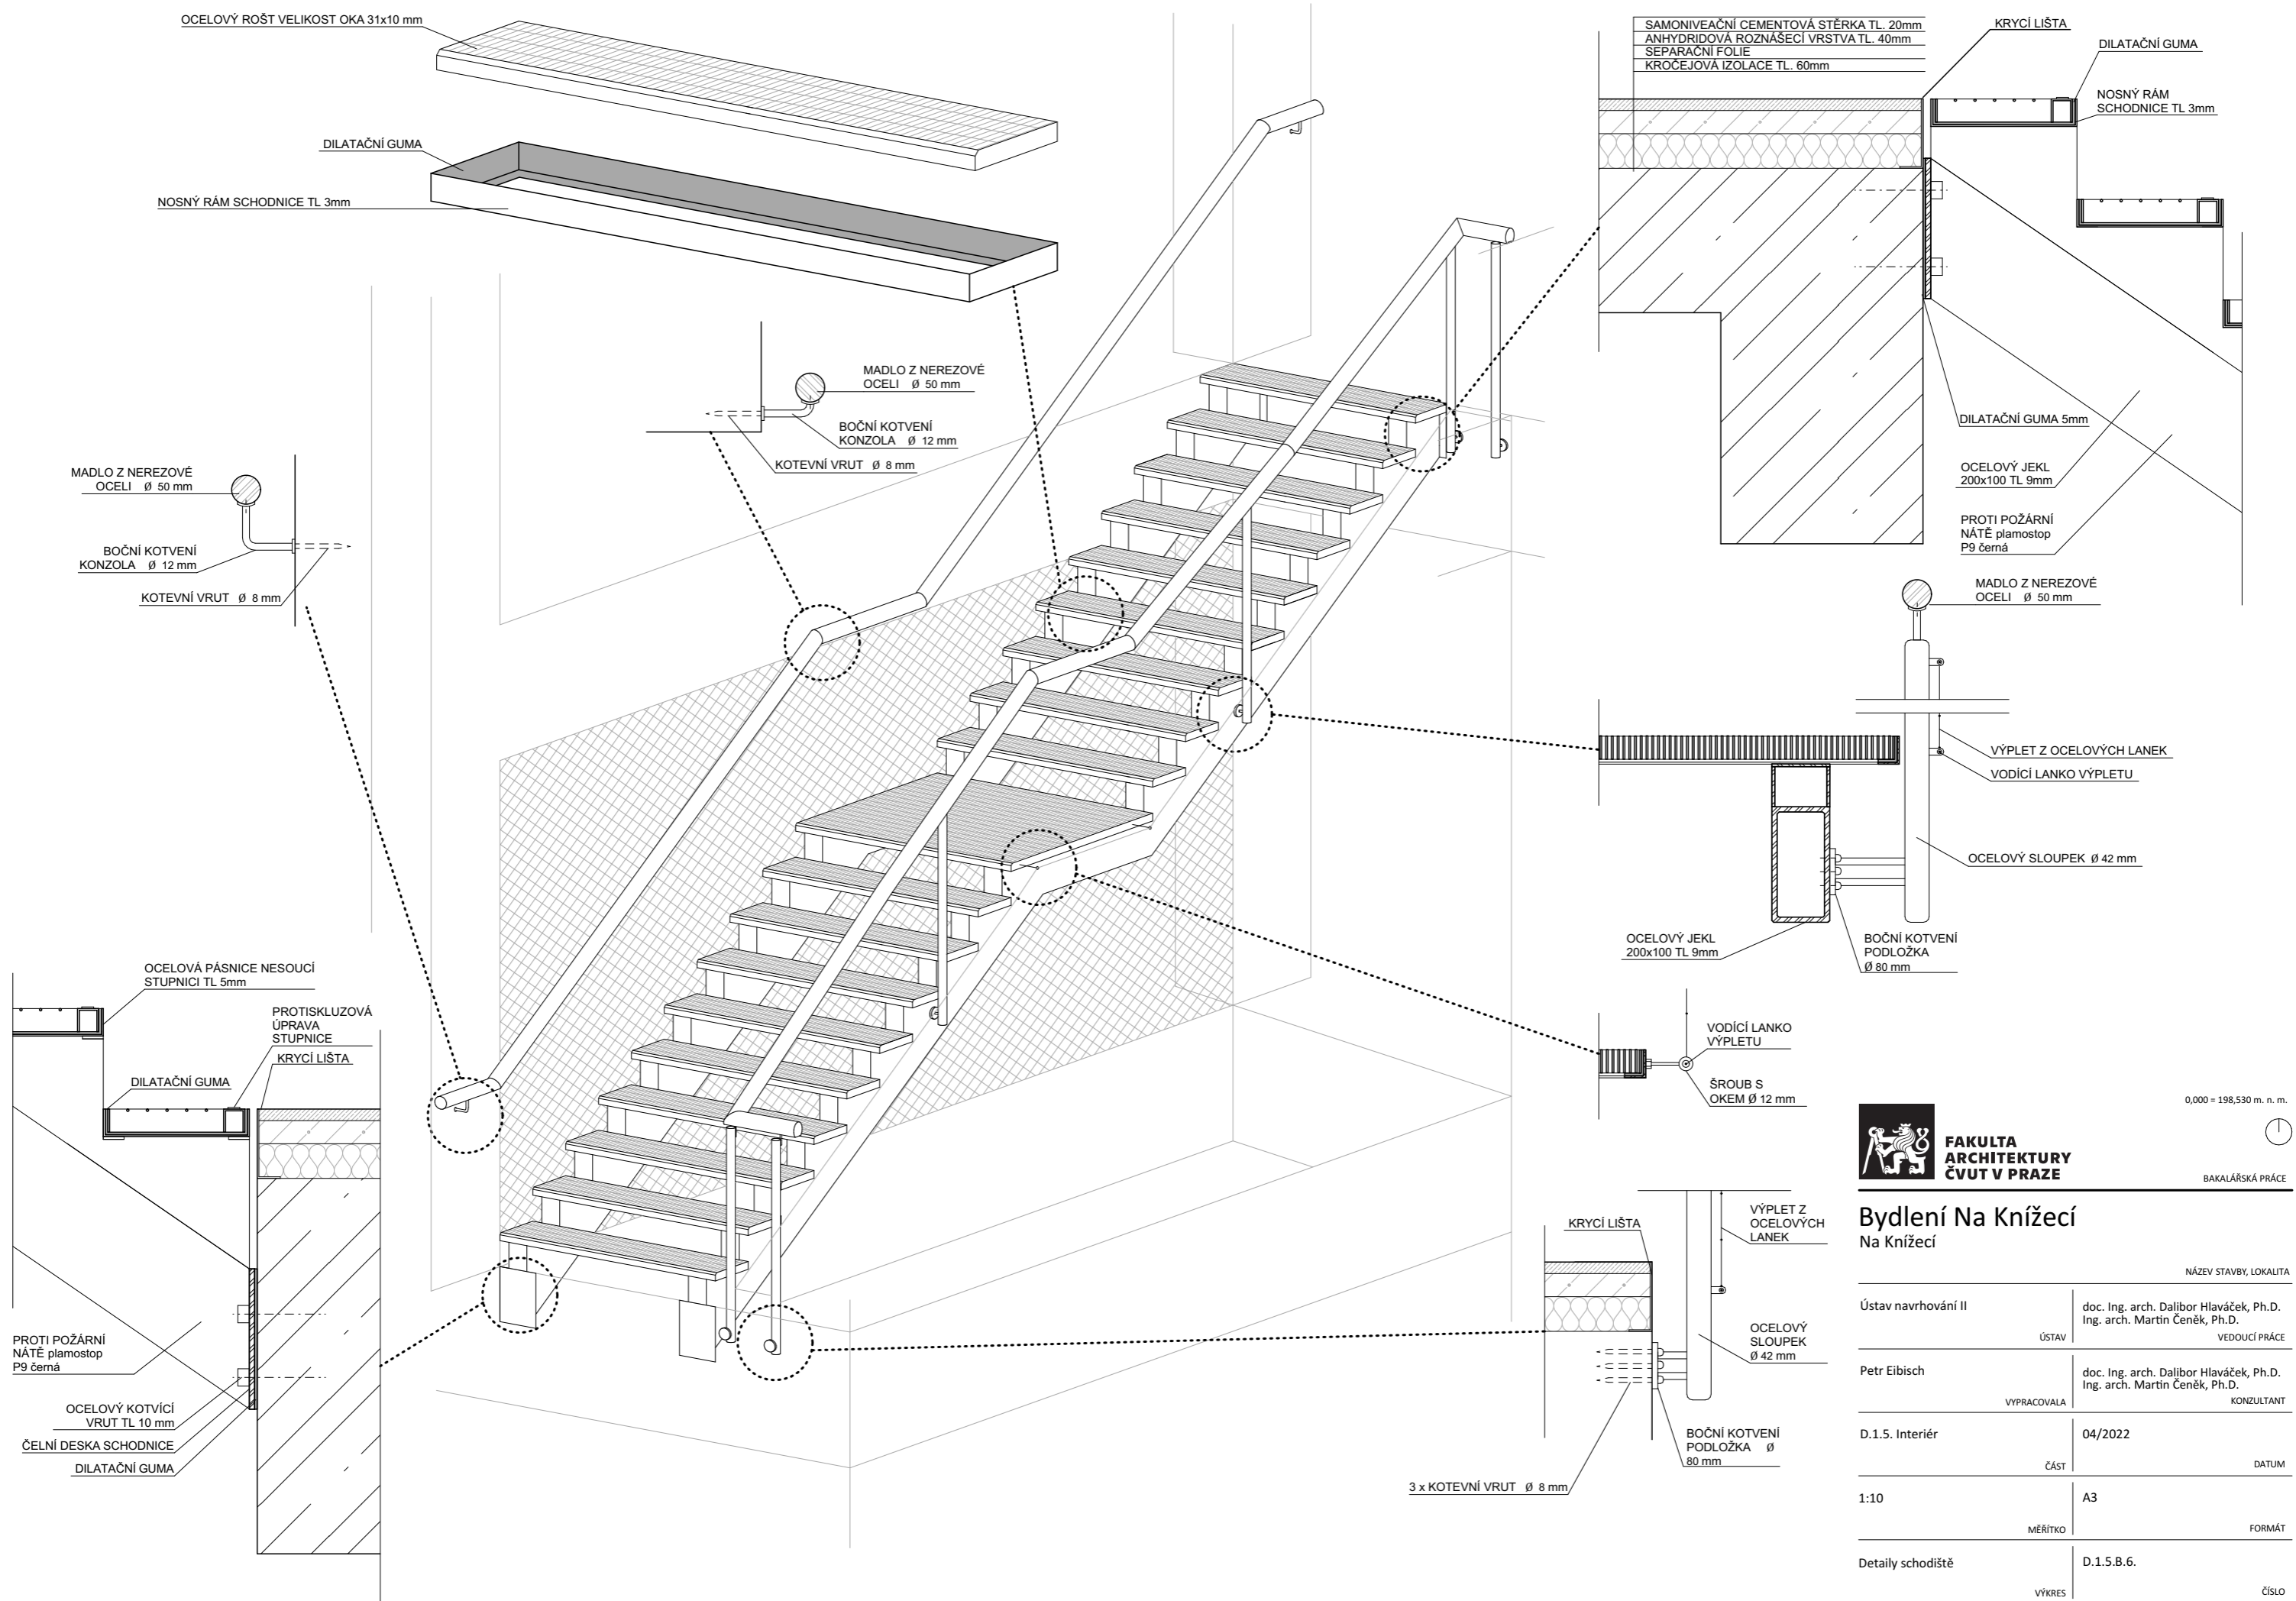 OCELOVÝ ROŠT VELIKOST OKA 31x10 mm
DILATAČNÍ GUMA
NOSNÝ RÁM SCHODNICE TL 3mm
MADLO Z NEREZOVÉ
OCELI Ø 50 mm
BOČNÍ KOTVENÍ
KONZOLA Ø 12 mm
KOTEVNÍ VRUT Ø 8 mm
MADLO Z NEREZOVÉ
OCELI Ø 50 mm
BOČNÍ KOTVENÍ
KONZOLA Ø 12 mm
KOTEVNÍ VRUT Ø 8 mm
SAMONIVEAČNÍ CEMENTOVÁ STĚRKA TL. 20mm
ANHYDRIDOVÁ ROZNÁŠECÍ VRSTVA TL. 40mm
SEPARAČNÍ FOLIE
KROČEJOVÁ IZOLACE TL. 60mm
KRYCÍ LIŠTA
DILATAČNÍ GUMA
NOSNÝ RÁM
SCHODNICE TL 3mm
DILATAČNÍ GUMA 5mm
OCELOVÝ JEKL
200x100 TL 9mm
PROTI POŽÁRNÍ
NÁTĚ plamostop
P9 černá
MADLO Z NEREZOVÉ
OCELI Ø 50 mm
VÝPLET Z OCELOVÝCH LANEK
VODÍCÍ LANKO VÝPLETU
OCELOVÝ SLOUPEK Ø 42 mm
OCELOVÝ JEKL
200x100 TL 9mm
BOČNÍ KOTVENÍ
PODLOŽKA
Ø 80 mm
VODÍCÍ LANKO
VÝPLETU
ŠROUB S
OKEM Ø 12 mm
OCELOVÁ PÁSNICE NESOUCÍ
STUPNICI TL 5mm
PROTISKLUZOVÁ
ÚPRAVA
STUPNICE
KRYCÍ LIŠTA
DILATAČNÍ GUMA
PROTI POŽÁRNÍ
NÁTĚ plamostop
P9 černá
OCELOVÝ KOTVÍCÍ
VRUT TL 10 mm
ČELNÍ DESKA SCHODNICE
DILATAČNÍ GUMA
KRYCÍ LIŠTA
VÝPLET Z
OCELOVÝCH
LANEK
OCELOVÝ
SLOUPEK
Ø 42 mm
BOČNÍ KOTVENÍ
PODLOŽKA Ø
80 mm
3 x KOTEVNÍ VRUT Ø 8 mm
0,000 = 198,530 m. n. m.
FAKULTA
ARCHITEKTURY
ČVUT V PRAZE
BAKALÁŘSKÁ PRÁCE
Bydlení Na Knížecí
Na Knížecí
NÁZEV STAVBY, LOKALITA
Ústav navrhování II
ÚSTAV
doc. Ing. arch. Dalibor Hlaváček, Ph.D.
Ing. arch. Martin Čeněk, Ph.D.
VEDOUCÍ PRÁCE
Petr Eibisch
VYPRACOVALA
doc. Ing. arch. Dalibor Hlaváček, Ph.D.
Ing. arch. Martin Čeněk, Ph.D.
KONZULTANT
D.1.5. Interiér
ČÁST
04/2022
DATUM
1:10
MĚŘÍTKO
A3
FORMÁT
Detaily schodiště
VÝKRES
D.1.5.B.6.
ČÍSLO